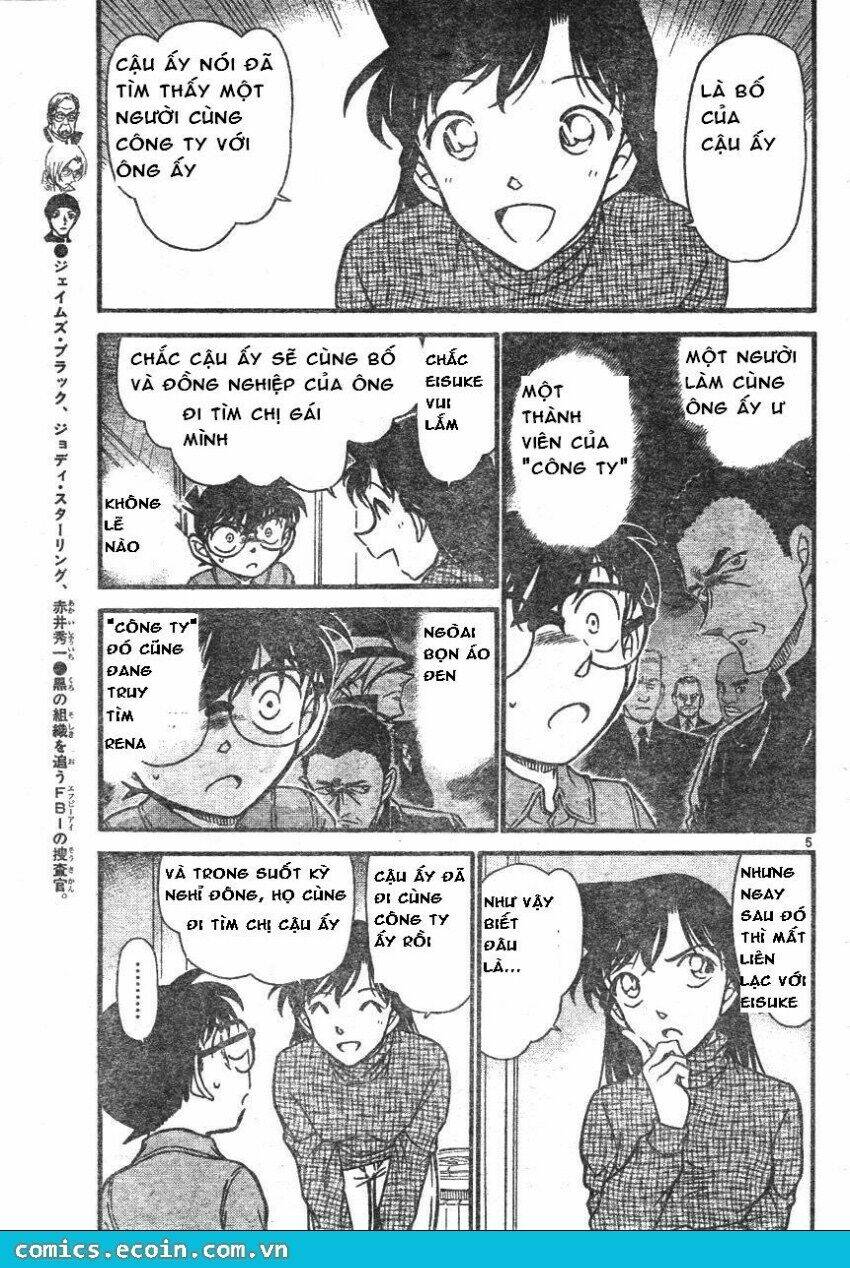 LÀ BỐ
CỦA
CẬU ẤY
CẬU ẤY NÓI ĐÃ
TÌM THẤY MỘT
NGƯỜI CÙNG
CÔNG TY VỚI
ÔNG ẤY
MỘT NGƯỜI
LÀM CÙNG
ÔNG ẤY Ư
MỘT
THÀNH
VIÊN CỦA
"CÔNG TY"
CHẮC
EISUKE
VUI
LẮM
CHẮC CẬU ẤY SẼ CÙNG BỐ
VÀ ĐỒNG NGHIỆP CỦA ÔNG
ĐI TÌM CHỊ GÁI
MÌNH
KHÔNG
LẼ
NÀO
NGOÀI
BỌN ÁO
ĐEN
"CÔNG TY"
ĐÓ CŨNG
ĐANG
TRUY
TÌM
RENA
5
NHƯNG
NGAY
SAU ĐÓ
THÌ MẤT
LIÊN
LẠC VỚI
EISUKE
NHƯ VẬY
BIẾT
ĐÂU
LÀ...
CẬU ẤY ĐÃ
ĐI CÙNG
CÔNG TY
ẤY RỒI
VÀ TRONG SUỐT KỲ
NGHỈ ĐÔNG, HỌ CÙNG
ĐI TÌM CHỊ CẬU ẤY
........
●ジェイムズ・ブラック、ジョディ・スターリング、赤井秀一●黒の組織を追うFBIの捜査官。
comics.ecoin.com.vn